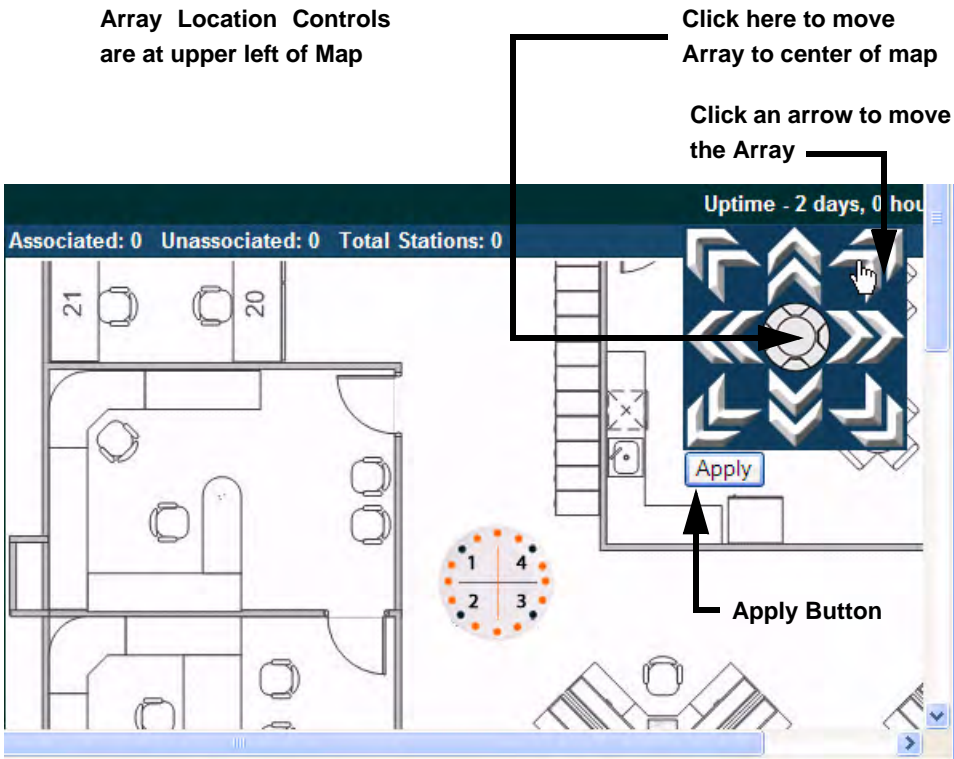 Array Location Controls
are at upper left of Map
Click here to move
Array to center of map
Click an arrow to move
the Array
Uptime - 2 days, 0 hou
Associated: 0 Unassociated: 0 Total Stations: 0
21
20
Apply
1 4
2 3
Apply Button